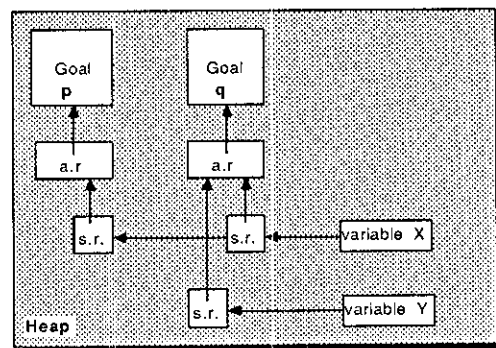 Goal
p
Goal
q
a.r
a.r
s.r.
s.r.
variable X
s.r.
variable Y
Heap